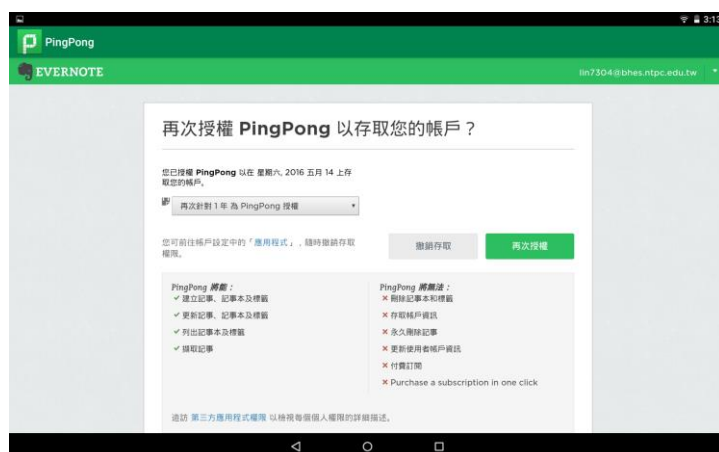 3:13
PingPong
EVERNOTE
lin7304@bhes.ntpc.edu.tw
再次授權 PingPong 以存取您的帳戶？
您已授權 PingPong 以在 星期六, 2016 五月 14 上存
取您的帳戶。
再次針對 1 年 為 PingPong 授權
您可前往帳戶設定中的「應用程式」，隨時撤銷存取
權限。
撤銷存取
再次授權
PingPong 將能：
✓ 建立記事、記事本及標籤
✓ 更新記事、記事本及標籤
✓ 列出記事本及標籤
✓ 擷取記事
PingPong 將無法：
× 刪除記事本和標籤
× 存取帳戶資訊
× 永久刪除記事
× 更新使用者帳戶資訊
× 付費訂閱
× Purchase a subscription in one click
造訪 第三方應用程式權限 以檢視每個個人權限的詳細描述。